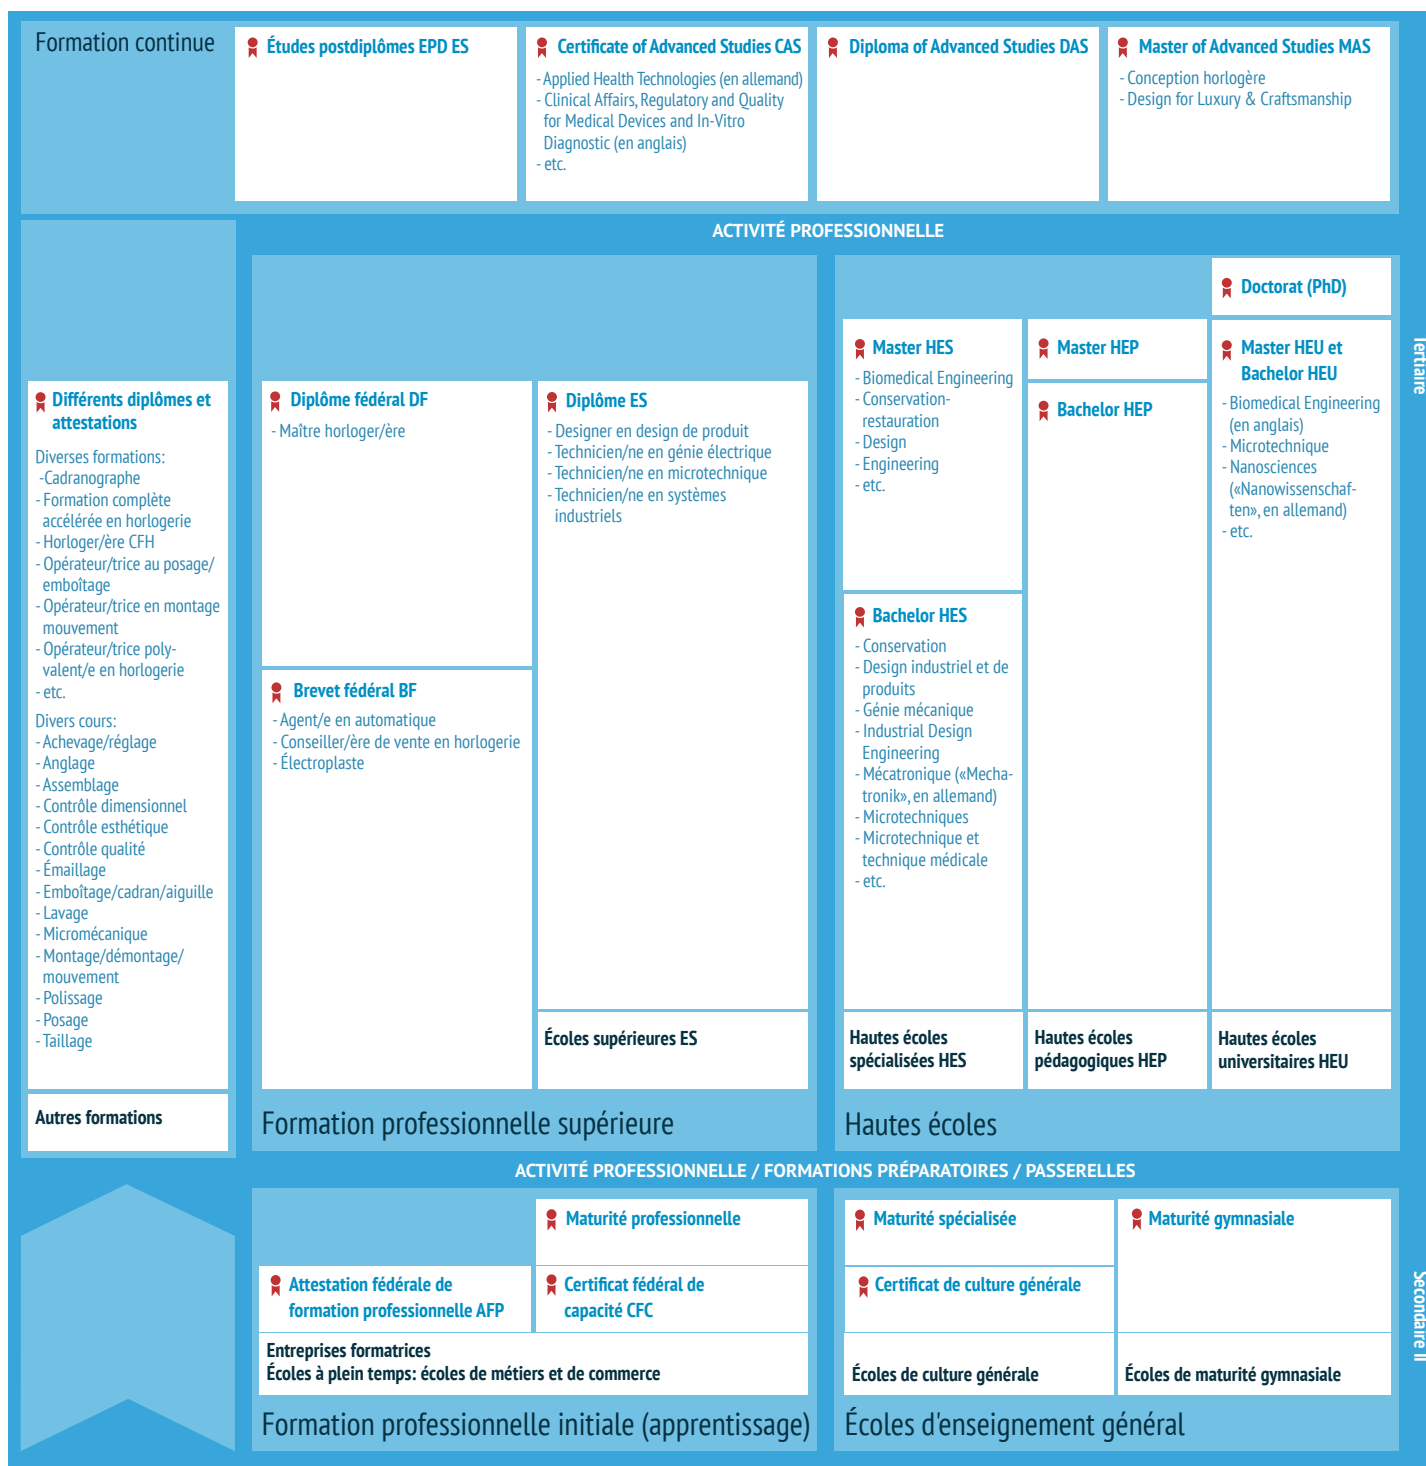 Formation continue
Études postdiplômes EPD ES
Certificate of Advanced Studies CAS
- Applied Health Technologies (en allemand)
- Clinical Affairs, Regulatory and Quality
for Medical Devices and In-Vitro
Diagnostic (en anglais)
- etc.
Diploma of Advanced Studies DAS
Master of Advanced Studies MAS
- Conception horlogère
- Design for Luxury & Craftsmanship
ACTIVITÉ PROFESSIONNELLE
Tertiaire
Différents diplômes et
attestations
Diverses formations:
-Cadranographe
- Formation complète
accélérée en horlogerie
- Horloger/ère CFH
- Opérateur/trice au posage/
emboîtage
- Opérateur/trice en montage
mouvement
- Opérateur/trice poly-
valent/e en horlogerie
- etc.
Divers cours:
- Achevage/réglage
- Anglage
- Assemblage
- Contrôle dimensionnel
- Contrôle esthétique
- Contrôle qualité
- Émaillage
- Emboîtage/cadran/aiguille
- Lavage
- Micromécanique
- Montage/démontage/
mouvement
- Polissage
- Posage
- Taillage
Autres formations
Diplôme fédéral DF
- Maître horloger/ère
Brevet fédéral BF
- Agent/e en automatique
- Conseiller/ère de vente en horlogerie
- Électroplaste
Diplôme ES
- Designer en design de produit
- Technicien/ne en génie électrique
- Technicien/ne en microtechnique
- Technicien/ne en systèmes
industriels
Écoles supérieures ES
Formation professionnelle supérieure
Master HES
- Biomedical Engineering
- Conservation-
restauration
- Design
- Engineering
- etc.
Bachelor HES
- Conservation
- Design industriel et de
produits
- Génie mécanique
- Industrial Design
Engineering
- Mécatronique («Mecha-
tronik», en allemand)
- Microtechniques
- Microtechnique et
technique médicale
- etc.
Hautes écoles
spécialisées HES
Master HEP
Bachelor HEP
Hautes écoles
pédagogiques HEP
Doctorat (PhD)
Master HEU et
Bachelor HEU
- Biomedical Engineering
(en anglais)
- Microtechnique
- Nanosciences
(«Nanowissenschaf-
ten», en allemand)
- etc.
Hautes écoles
universitaires HEU
Hautes écoles
ACTIVITÉ PROFESSIONNELLE / FORMATIONS PRÉPARATOIRES / PASSERELLES
Secondaire II
Maturité professionnelle
Attestation fédérale de
formation professionnelle AFP
Certificat fédéral de
capacité CFC
Entreprises formatrices
Écoles à plein temps: écoles de métiers et de commerce
Formation professionnelle initiale (apprentissage)
Maturité spécialisée
Certificat de culture générale
Écoles de culture générale
Maturité gymnasiale
Écoles de maturité gymnasiale
Écoles d'enseignement général